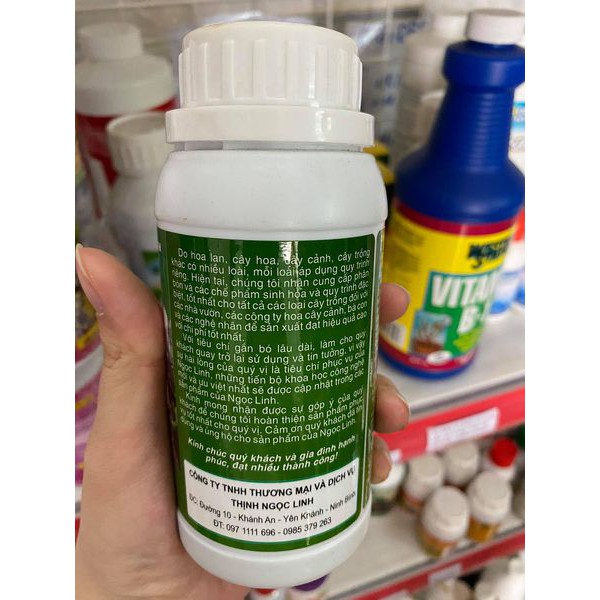 Do hoa lan, cây hoa, cây cảnh, cây trồng
khác có nhiều loài, mỗi loài áp dụng quy trình
riêng. Hiện tại, chúng tôi nhận cung cấp phân
bón và các chế phẩm sinh hóa và quy trình đặc
biệt, tốt nhất cho tất cả các loại cây trồng đối với
các nhà vườn, các công ty hoa cây cảnh, bà con
và các nghệ nhân để sản xuất đạt hiệu quả cao
với chi phí tốt nhất.
Với tiêu chí gắn bó lâu dài, làm cho quý
khách quay trở lại sử dụng và tin tưởng, vì vậy
sự hài lòng của quý vị là tiêu chí phục vụ của
Ngọc Linh, những tiến bộ khoa học công nghệ
mới và ưu việt nhất sẽ được cập nhật trong các
sản phẩm của Ngọc Linh.
Kính mong nhận được sự góp ý của quý
khách để chúng tôi hoàn thiện sản phẩm phục
vụ tốt nhất cho quý vị. Cảm ơn quý khách đã tin
dùng và ủng hộ cho sản phẩm của Ngọc Linh.
Kính chúc quý khách và gia đình hạnh
phúc, đạt nhiều thành công!
CÔNG TY TNHH THƯƠNG MẠI VÀ DỊCH VỤ
THỊNH NGỌC LINH
ĐC: Đường 10 - Khánh An - Yên Khánh - Ninh Bình
ĐT: 097 1111 696 - 0985 379 263
VITA
B-1